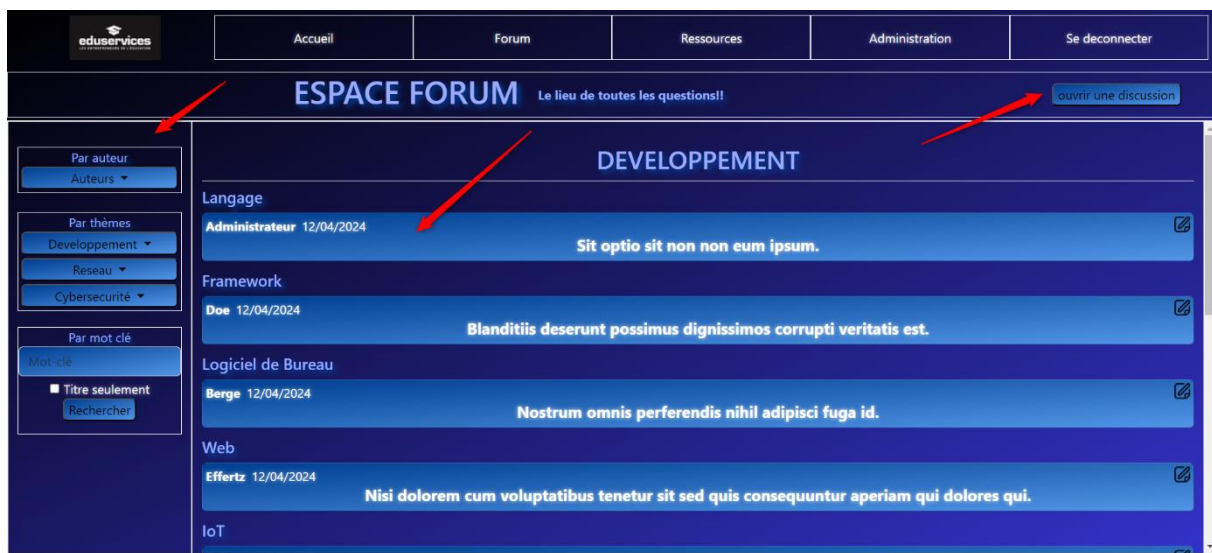 eduservices
LES ENTREPRENEURS DE L'ÉDUCATION
Accueil
Forum
Ressources
Administration
Se deconnecter
ESPACE FORUM Le lieu de toutes les questions!!
ouvrir une discussion
Par auteur
Auteurs
Par thèmes
Developpement
Reseau
Cybersecurité
Par mot clé
Mot-clé
Titre seulement
Rechercher
DEVELOPPEMENT
Langage
Administrateur 12/04/2024
Sit optio sit non non eum ipsum.
Framework
Doe 12/04/2024
Blanditiis deserunt possimus dignissimos corrupti veritatis est.
Logiciel de Bureau
Berge 12/04/2024
Nostrum omnis perferendis nihil adipisci fuga id.
Web
Effertz 12/04/2024
Nisi dolorem cum voluptatibus tenetur sit sed quis consequuntur aperiam qui dolores qui.
IoT